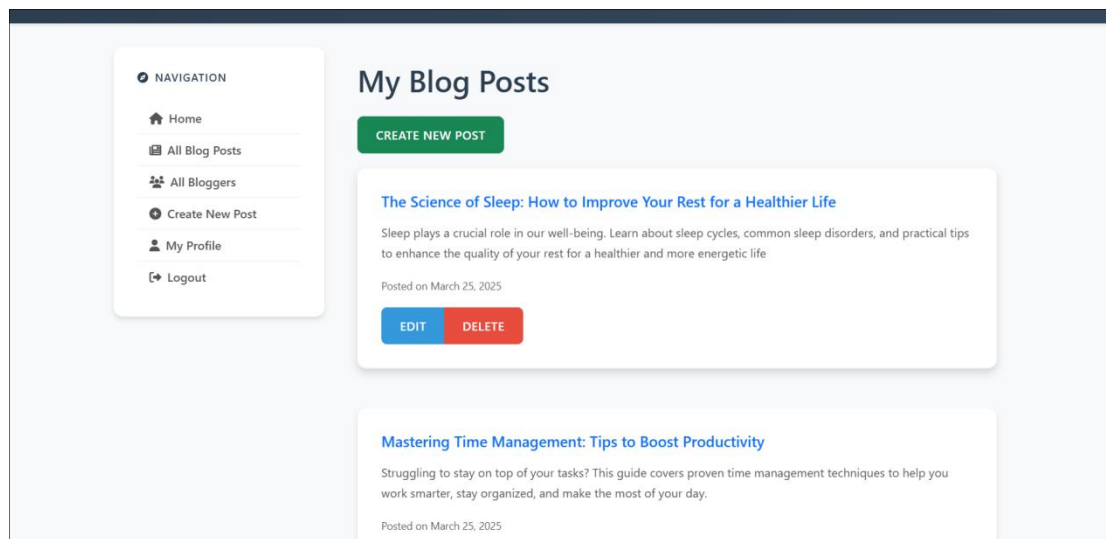 NAVIGATION
Home
All Blog Posts
All Bloggers
Create New Post
My Profile
Logout
My Blog Posts
CREATE NEW POST
The Science of Sleep: How to Improve Your Rest for a Healthier Life
Sleep plays a crucial role in our well-being. Learn about sleep cycles, common sleep disorders, and practical tips
to enhance the quality of your rest for a healthier and more energetic life
Posted on March 25, 2025
EDIT DELETE
Mastering Time Management: Tips to Boost Productivity
Struggling to stay on top of your tasks? This guide covers proven time management techniques to help you
work smarter, stay organized, and make the most of your day.
Posted on March 25, 2025